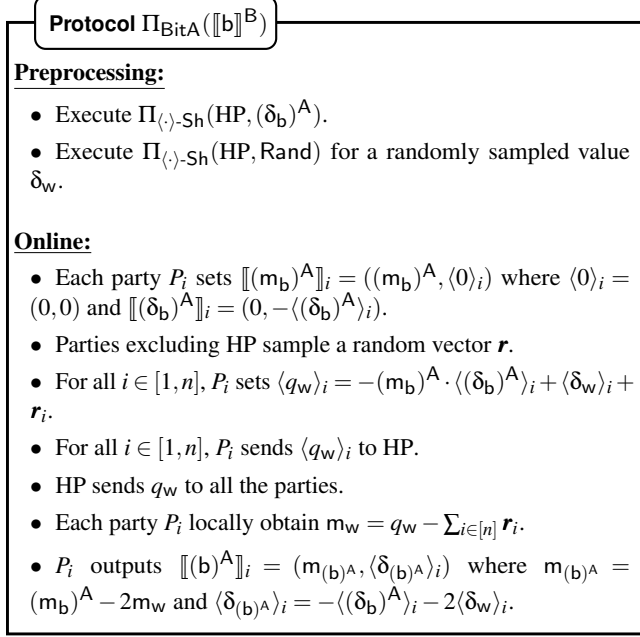 Protocol Π_BitA(⟦b⟧^B)
Preprocessing:
• Execute Π_⟨·⟩-Sh(HP, (δ_b)^A).
• Execute Π_⟨·⟩-Sh(HP, Rand) for a randomly sampled value
δ_w.
Online:
• Each party P_i sets ⟦(m_b)^A⟧_i = ((m_b)^A, ⟨0⟩_i) where ⟨0⟩_i =
(0,0) and ⟦(δ_b)^A⟧_i = (0, −⟨(δ_b)^A⟩_i).
• Parties excluding HP sample a random vector r.
• For all i ∈ [1,n], P_i sets ⟨q_w⟩_i = −(m_b)^A · ⟨(δ_b)^A⟩_i + ⟨δ_w⟩_i +
r_i.
• For all i ∈ [1,n], P_i sends ⟨q_w⟩_i to HP.
• HP sends q_w to all the parties.
• Each party P_i locally obtain m_w = q_w − ∑_{i∈[n]} r_i.
• P_i outputs ⟦(b)^A⟧_i = (m_{(b)^A}, ⟨δ_{(b)^A}⟩_i) where m_{(b)^A} =
(m_b)^A − 2m_w and ⟨δ_{(b)^A}⟩_i = −⟨(δ_b)^A⟩_i − 2⟨δ_w⟩_i.